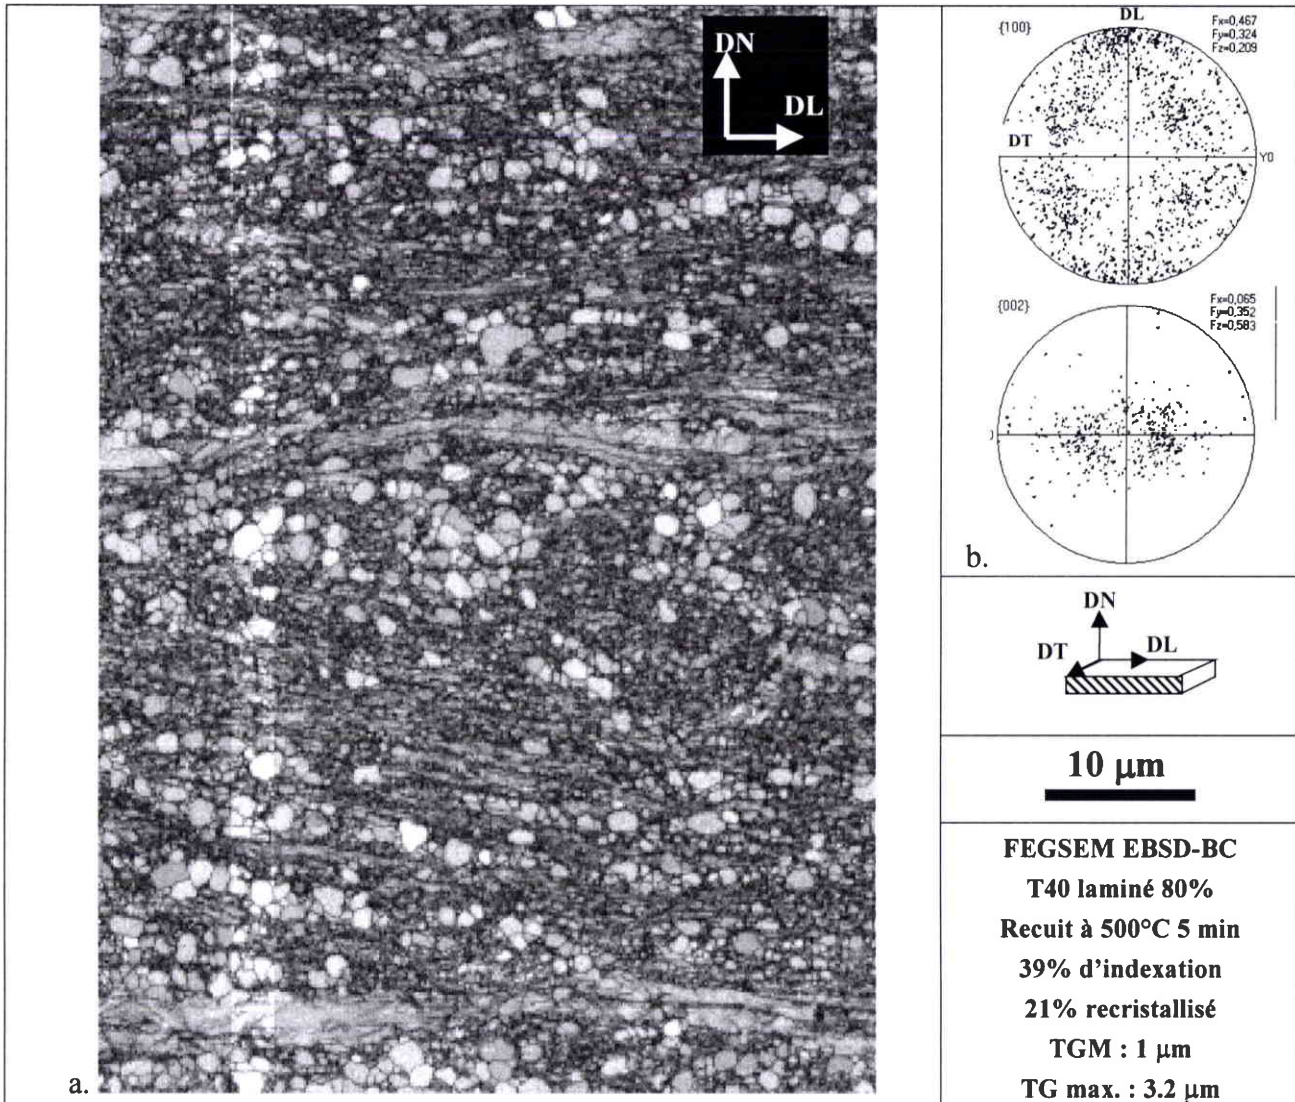 DN
DL
a.
DL
{100}
Fx=0,467
Fy=0,324
Fz=0,209
DT
Y0
{002}
Fx=0,065
Fy=0,352
Fz=0,583
b.
DN
DT
DL
10 µm
FEGSEM EBSD-BC
T40 laminé 80%
Recuit à 500°C 5 min
39% d'indexation
21% recristallisé
TGM : 1 µm
TG max. : 3.2 µm